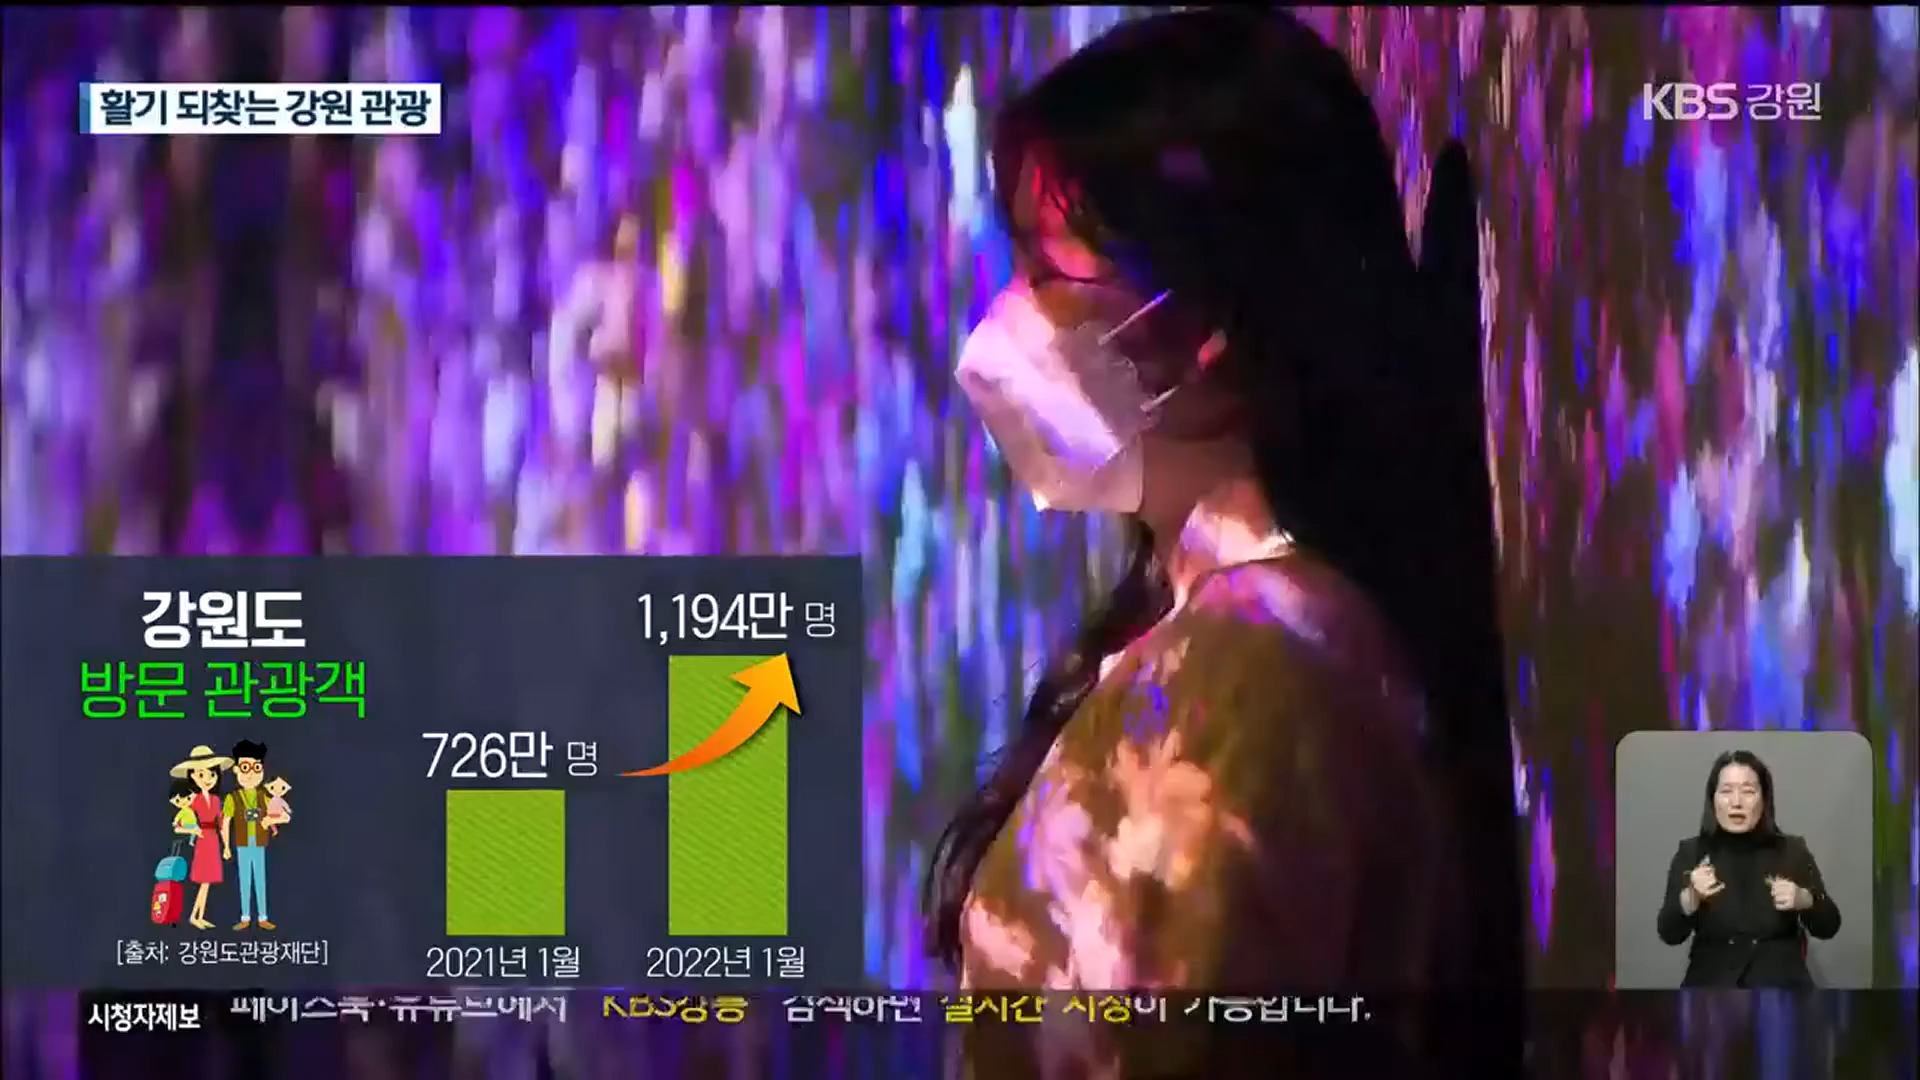 활기 되찾는 강원 관광
KBS 강원
강원도
방문 관광객
1,194만 명
726만 명
2021년 1월
2022년 1월
[출처: 강원도관광재단]
시청자제보
페이스북·유튜브에서 KBS강릉 검색하면 실시간 시청이 가능합니다.